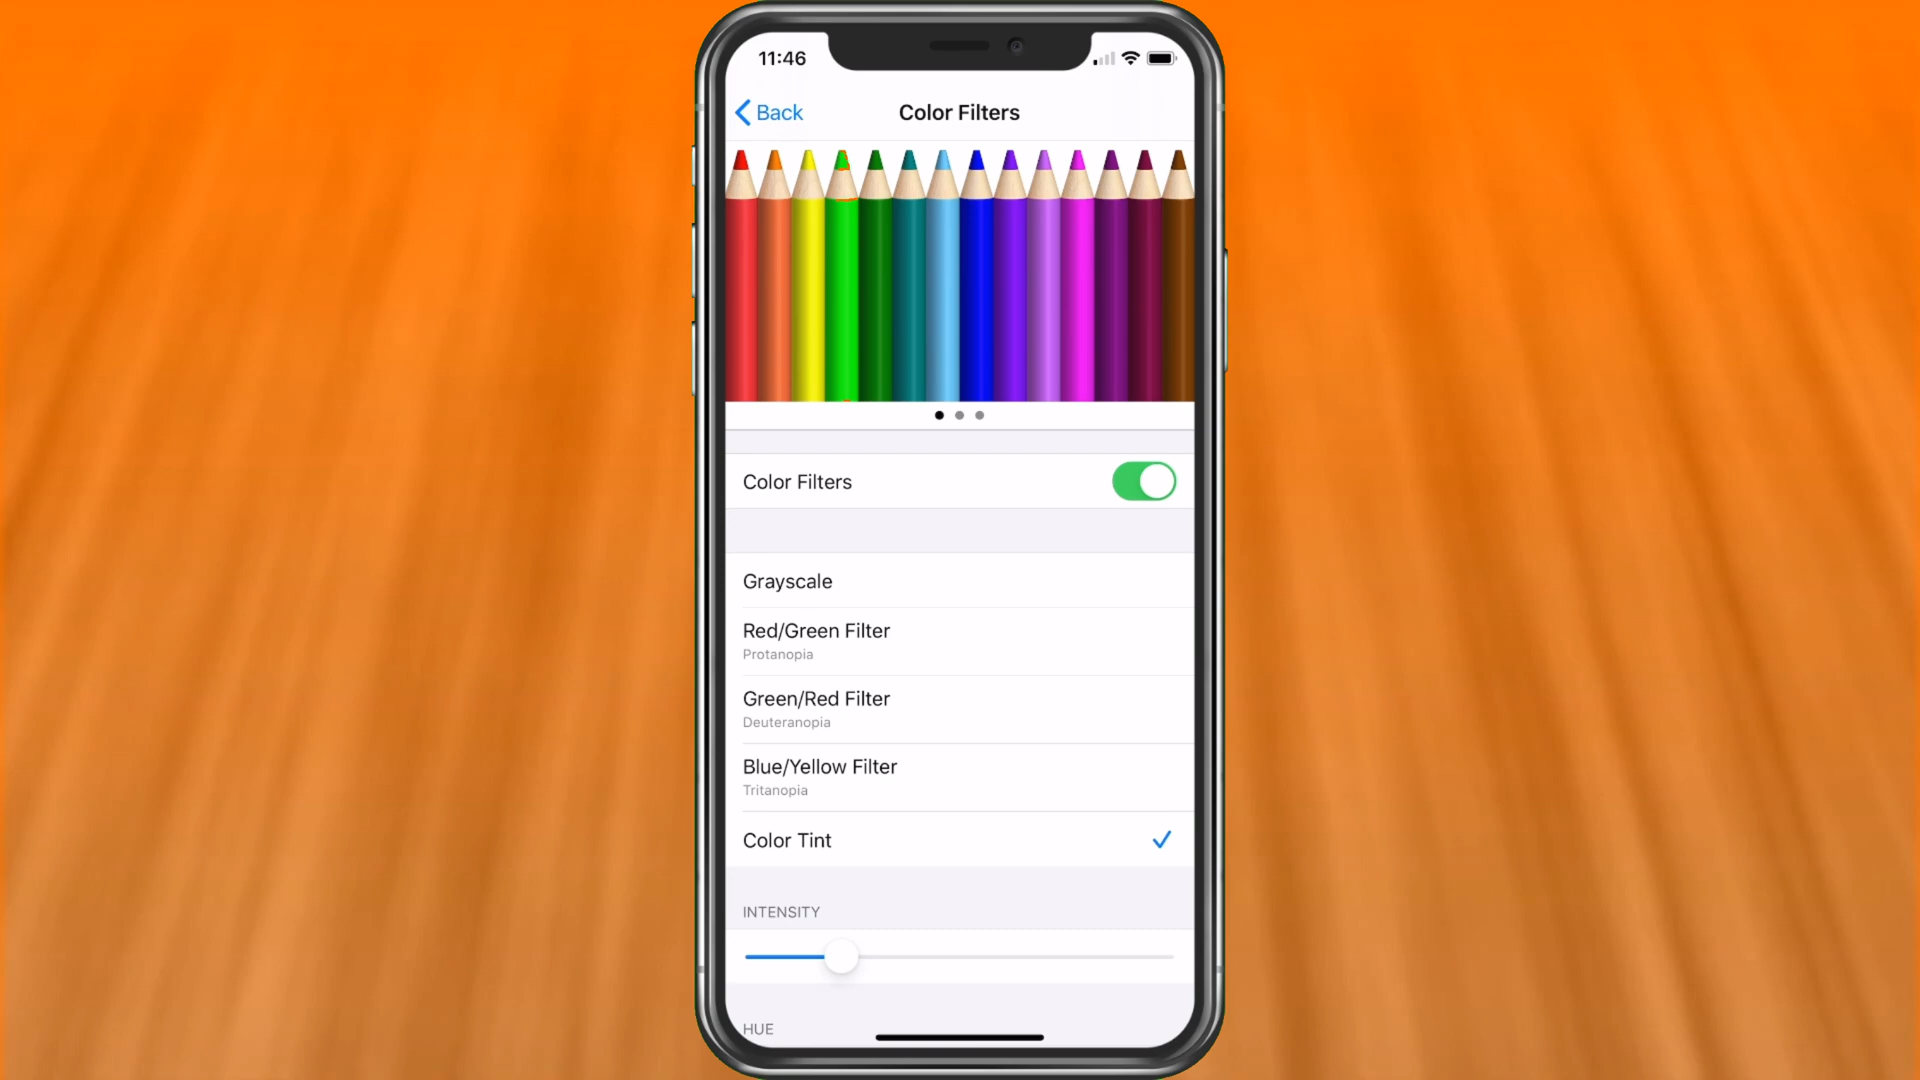 11:46
Back
Color Filters
Color Filters
Grayscale
Red/Green Filter
Protanopia
Green/Red Filter
Deuteranopia
Blue/Yellow Filter
Tritanopia
Color Tint
INTENSITY
HUE